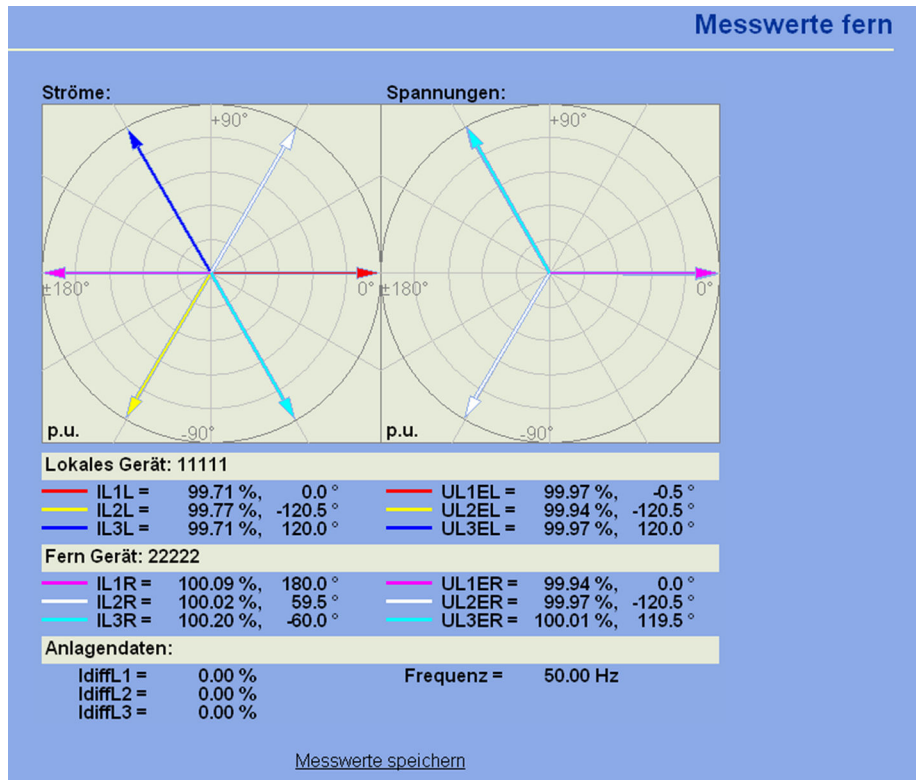 Messwerte fern
Ströme: Spannungen:
+90° +90°
±180° 0° ±180° 0°
p.u. -90° p.u. -90°
Lokales Gerät: 11111
IL1L = 99.71 %, 0.0 ° UL1EL = 99.97 %, -0.5 °
IL2L = 99.77 %, -120.5 ° UL2EL = 99.94 %, -120.5 °
IL3L = 99.71 %, 120.0 ° UL3EL = 99.97 %, 120.0 °
Fern Gerät: 22222
IL1R = 100.09 %, 180.0 ° UL1ER = 99.94 %, 0.0 °
IL2R = 100.02 %, 59.5 ° UL2ER = 99.97 %, -120.5 °
IL3R = 100.20 %, -60.0 ° UL3ER = 100.01 %, 119.5 °
Anlagendaten:
IdiffL1 = 0.00 % Frequenz = 50.00 Hz
IdiffL2 = 0.00 %
IdiffL3 = 0.00 %
Messwerte speichern